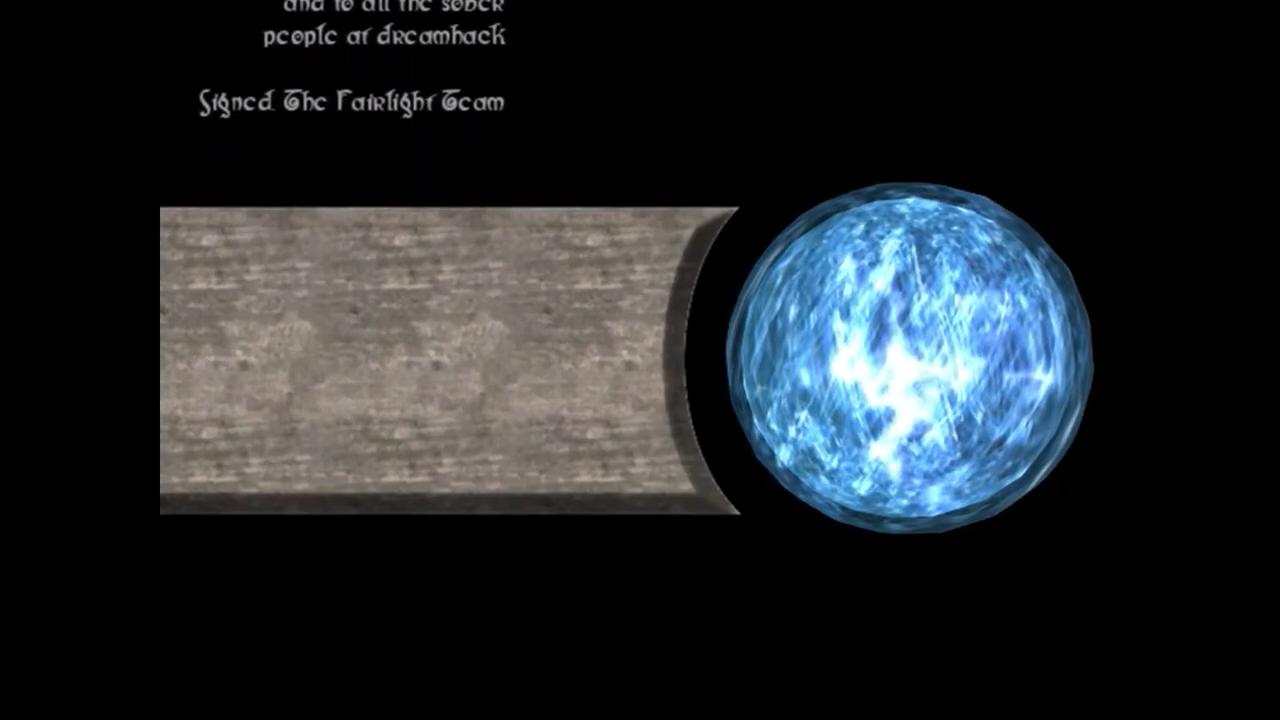 and to all the sober
people at dreamhack
Signed. The Fairlight Team